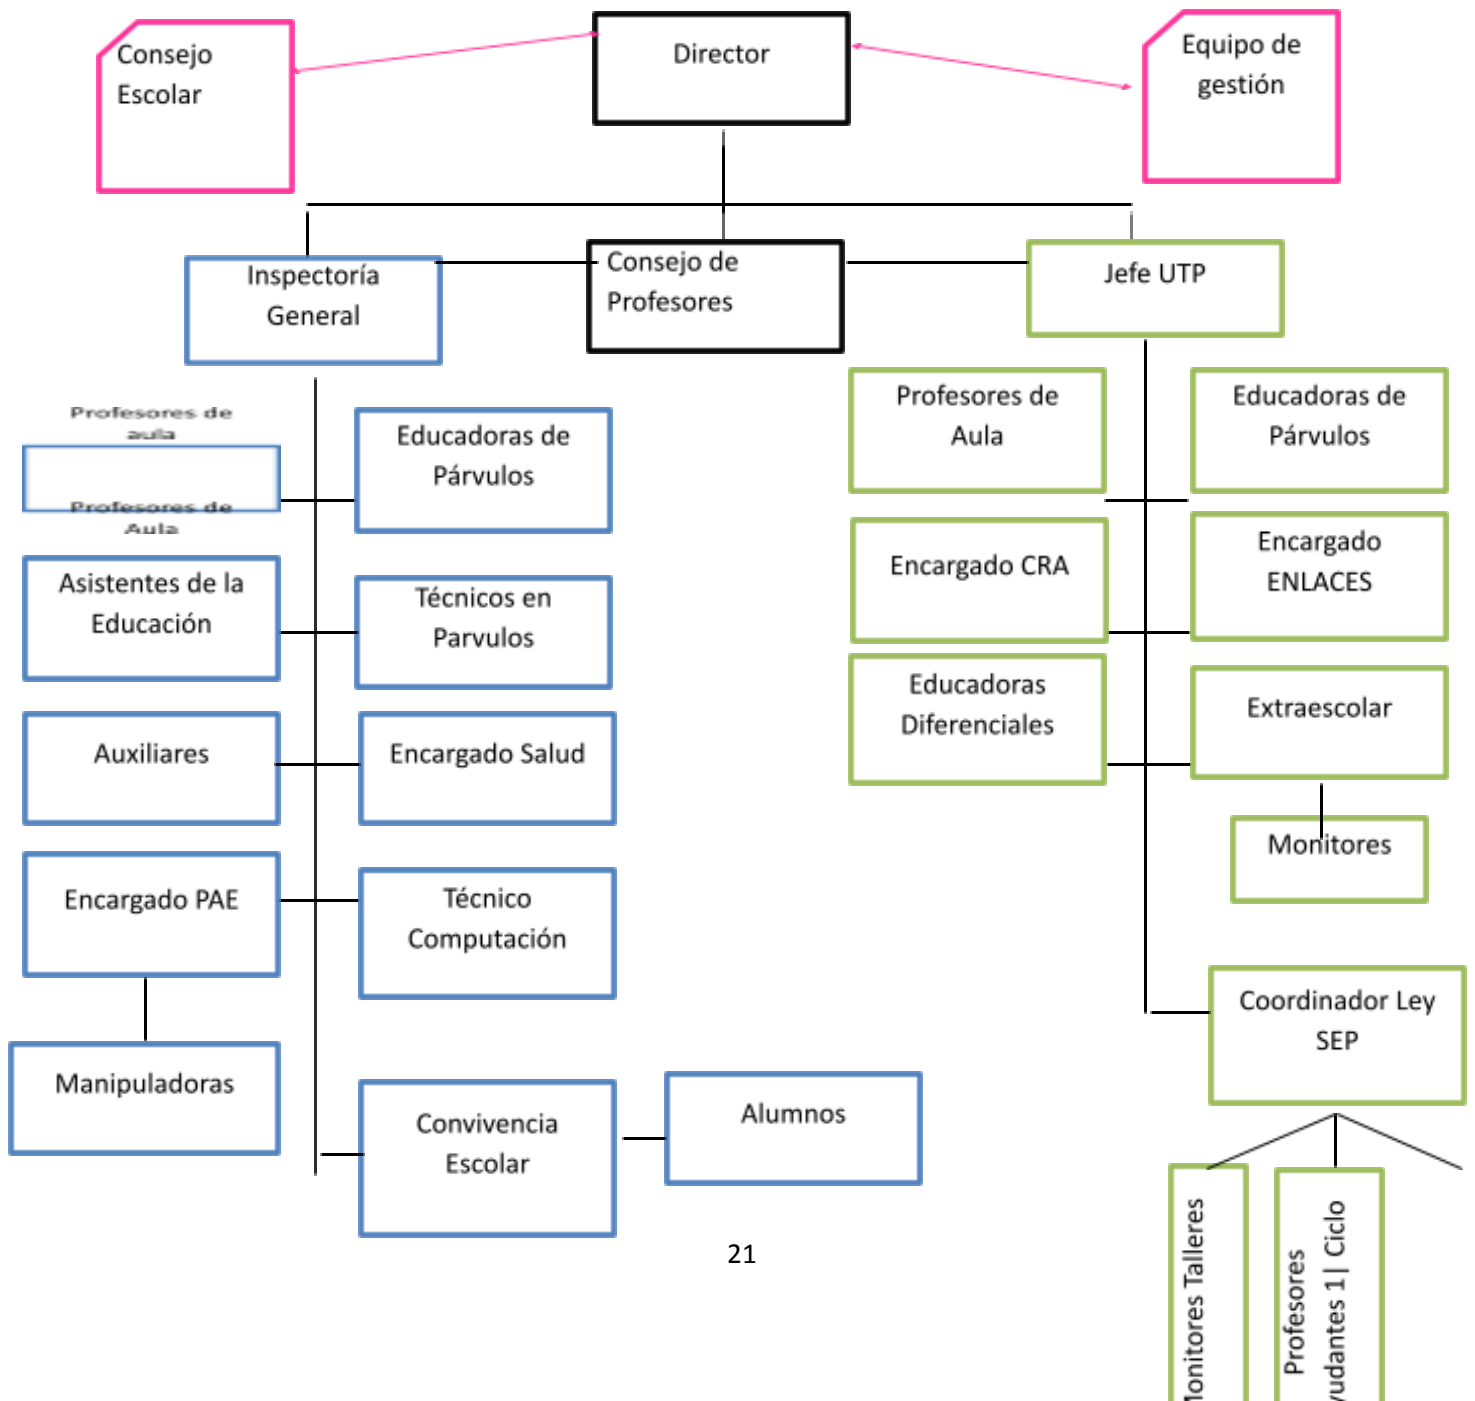 Consejo
Escolar
Director
Equipo de
gestión
Inspectoría
General
Consejo de
Profesores
Jefe UTP
Profesores de
aula
Profesores de
Aula
Educadoras de
Párvulos
Profesores de
Aula
Educadoras de
Párvulos
Asistentes de la
Educación
Técnicos en
Parvulos
Encargado CRA
Encargado
ENLACES
Auxiliares
Encargado Salud
Educadoras
Diferenciales
Extraescolar
Monitores
Encargado PAE
Técnico
Computación
Coordinador Ley
SEP
Manipuladoras
Convivencia
Escolar
Alumnos
21
Talleres
Profesores
1| Ciclo